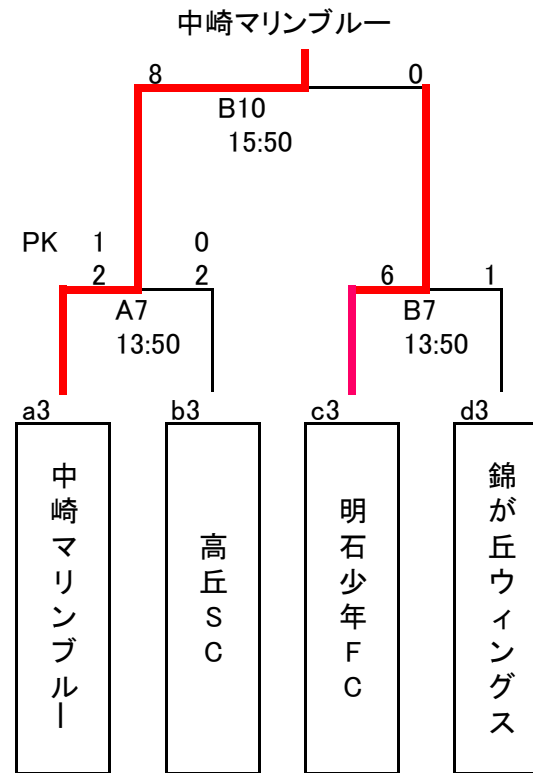 中崎マリンブルー
8 0
B10
15:50
PK 1 0
2 2 6 1
A7 B7
13:50 13:50
a3 b3 c3 d3
中崎マリンブルー
高丘SC
明石少年FC
錦が丘ウィングス